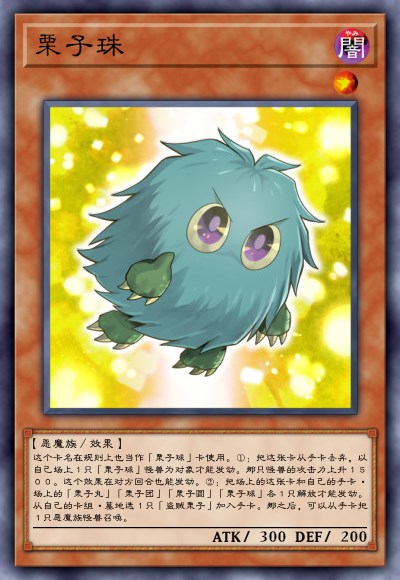 栗子珠
やみ
闇
【恶魔族/效果】
这个卡名在规则上也当作「栗子球」卡使用。①：把这张卡从手卡丢弃，以
自己场上1只「栗子球」怪兽为对象才能发动。那只怪兽的攻击力上升15
00。这个效果在对方回合也能发动。②：把场上的这张卡和自己的手卡·
场上的「栗子丸」「栗子团」「栗子圆」「栗子球」各1只解放才能发动。
从自己的卡组·墓地选1只「盗贼栗子」加入手卡。那之后，可以从手卡把
1只恶魔族怪兽召唤。
ATK/ 300 DEF/ 200